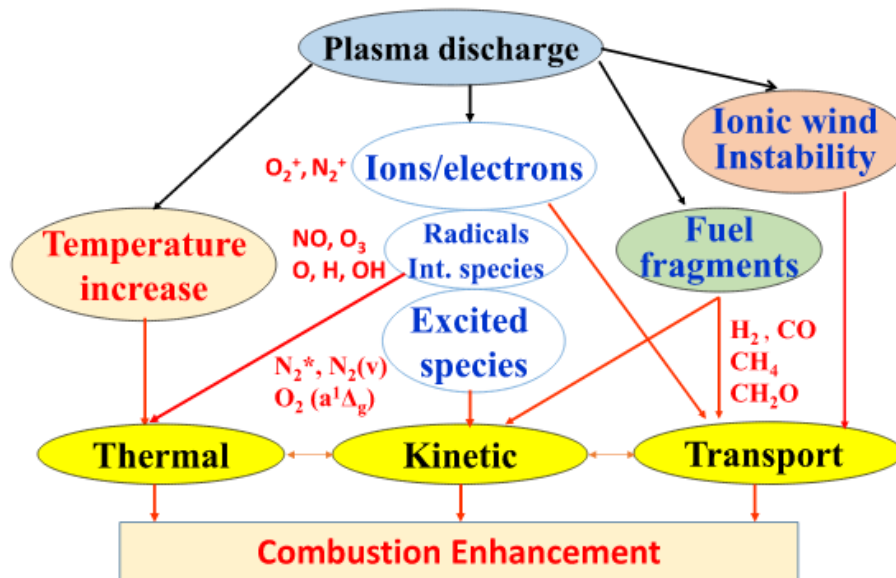 Plasma discharge
Ionic wind
Instability
O₂⁺, N₂⁺
Ions/electrons
Temperature
increase
NO, O₃
O, H, OH
Radicals
Int. species
Fuel
fragments
Excited
species
H₂ , CO
CH₄
CH₂O
N₂*, N₂(v)
O₂ (a¹Δg)
Thermal
Kinetic
Transport
Combustion Enhancement